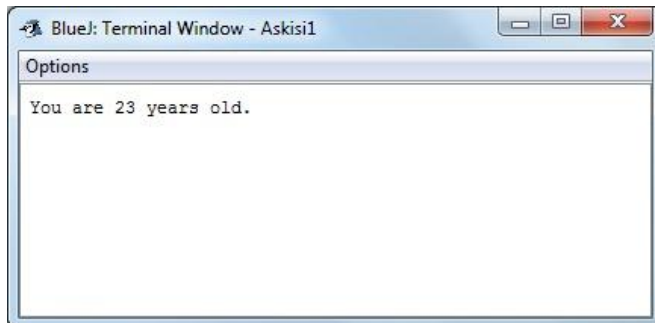 BlueJ: Terminal Window - Askisi1
Options
You are 23 years old.